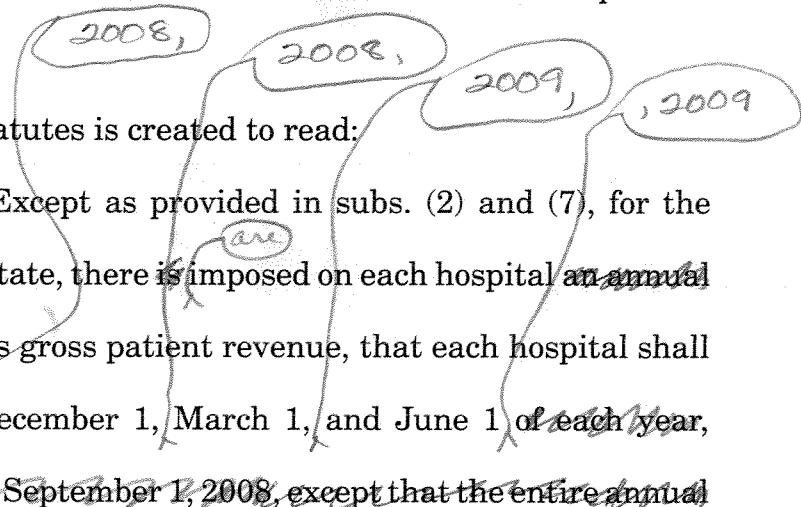 2008,
2008,
2009,
, 2009
atutes is created to read:
Except as provided in subs. (2) and (7), for the
are
tate, there is imposed on each hospital an annual
s gross patient revenue, that each hospital shall
ecember 1, March 1, and June 1 of each year,
September 1, 2008, except that the entire annual